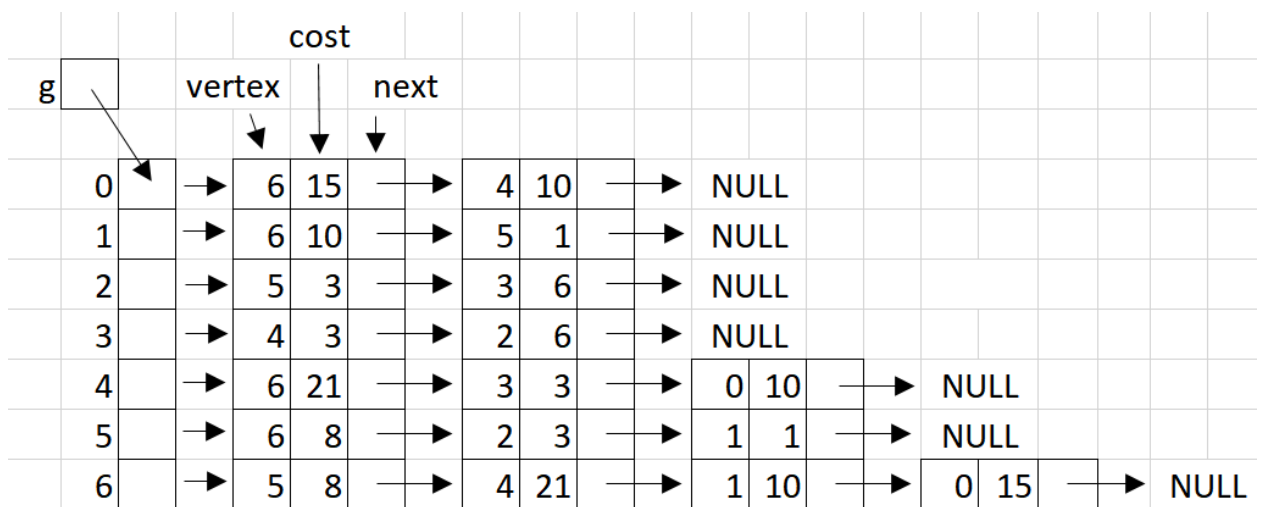 cost
g vertex next
0 6 15 4 10 NULL
1 6 10 5 1 NULL
2 5 3 3 6 NULL
3 4 3 2 6 NULL
4 6 21 3 3 0 10 NULL
5 6 8 2 3 1 1 NULL
6 5 8 4 21 1 10 0 15 NULL